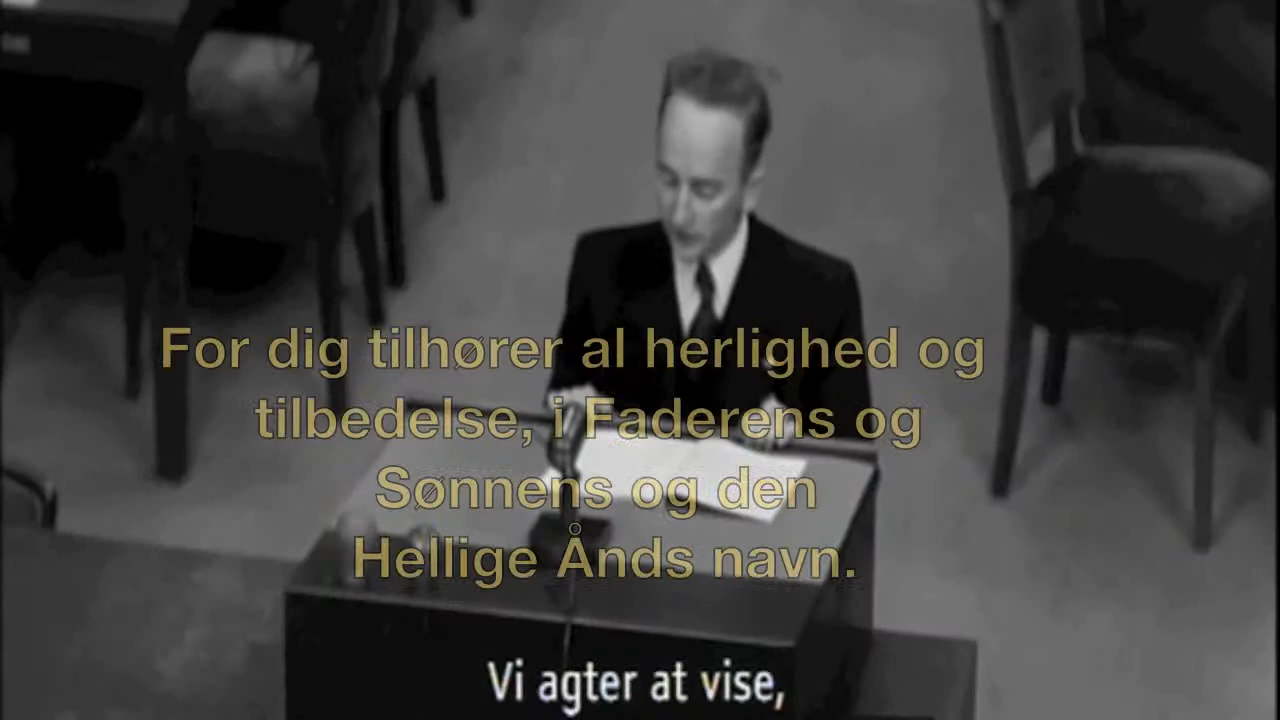 For dig tilhører al herlighed og
tilbedelse, i Faderens og
Sønnens og den
Hellige Ånds navn.
Vi agter at vise,